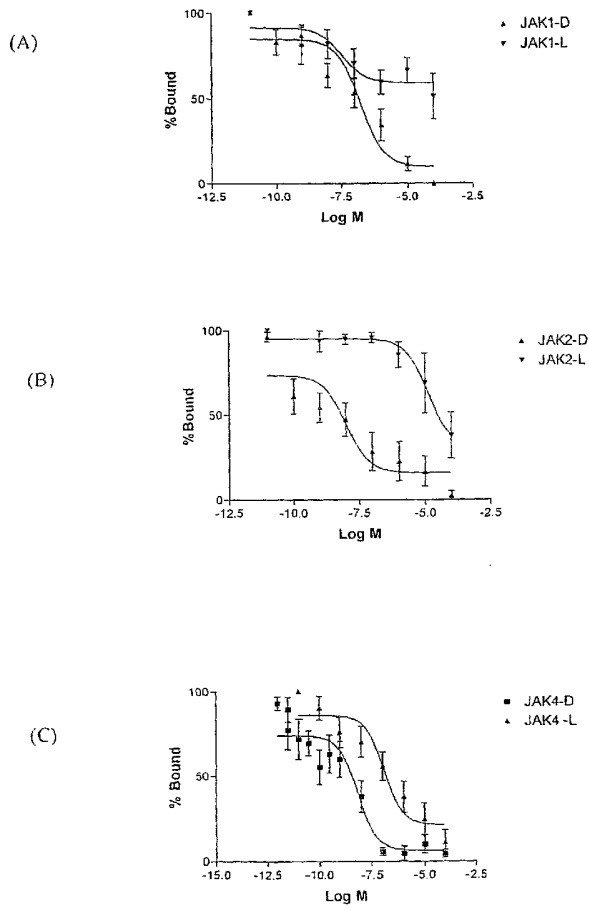 (A)
JAK1-D
JAK1-L
100
50
0
% Bound
-12.5 -10.0 -7.5 -5.0 -2.5
Log M
(B)
JAK2-D
JAK2-L
100
50
0
% Bound
-12.5 -10.0 -7.5 -5.0 -2.5
Log M
(C)
JAK4-D
JAK4-L
100
50
0
% Bound
-15.0 -12.5 -10.0 -7.5 -5.0 -2.5
Log M